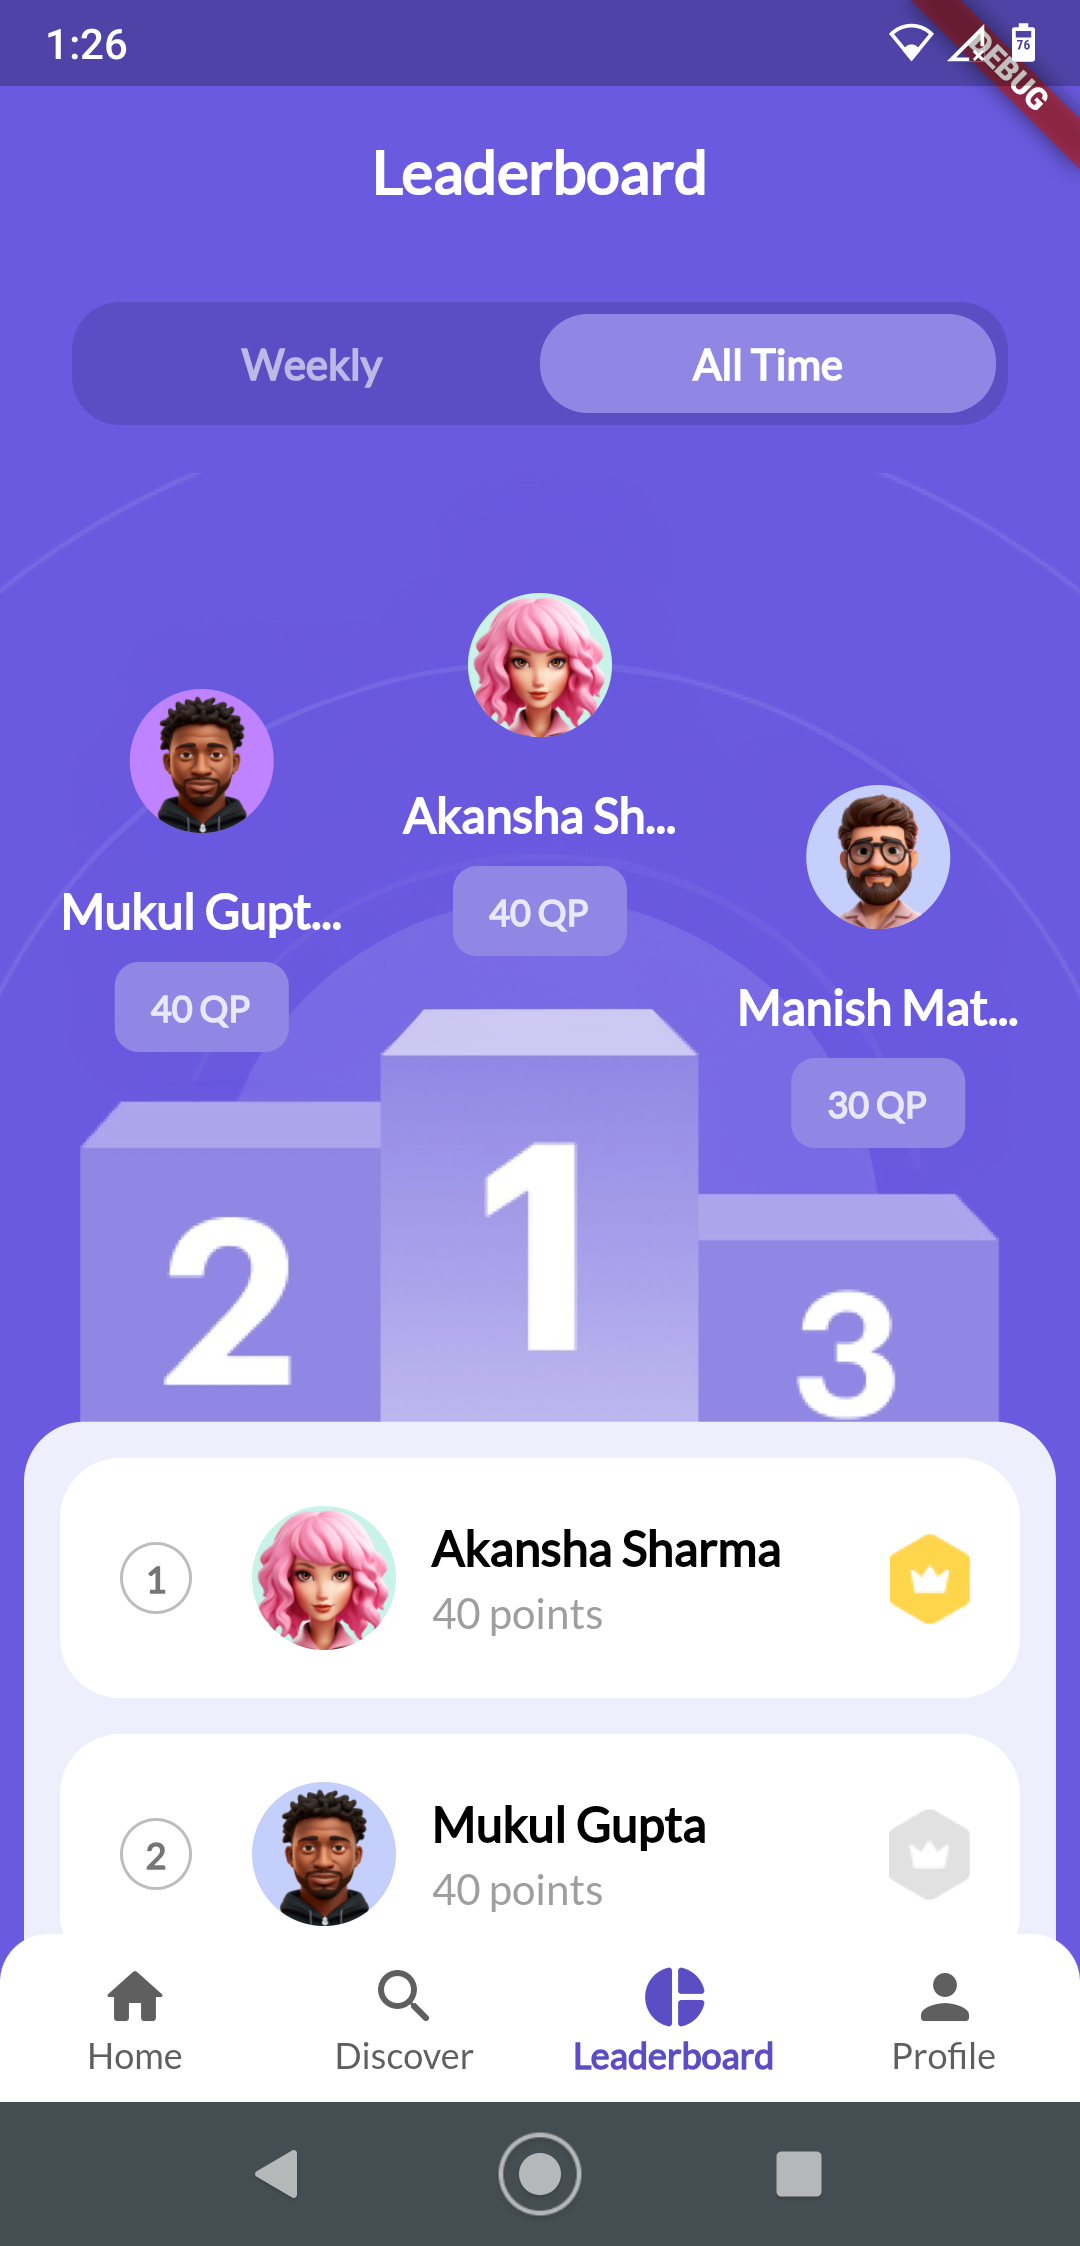 1:26
76
DEBUG
Leaderboard
Weekly
All Time
Akansha Sh...
40 QP
Mukul Gupt...
40 QP
Manish Mat...
30 QP
1
2
3
1
Akansha Sharma
40 points
2
Mukul Gupta
40 points
Home
Discover
Leaderboard
Profile